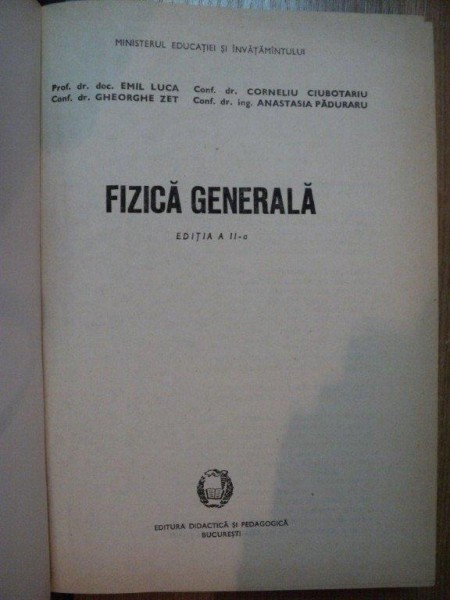 MINISTERUL EDUCAȚIEI ȘI ÎNVĂȚĂMÎNTULUI
Prof. dr. doc. EMIL LUCA Conf. dr. CORNELIU CIUBOTARIU
Conf. dr. GHEORGHE ZET Conf. dr. ing. ANASTASIA PĂDURARU
FIZICĂ GENERALĂ
EDIȚIA A II-a
EDITURA DIDACTICĂ ȘI PEDAGOGICĂ
BUCUREȘTI